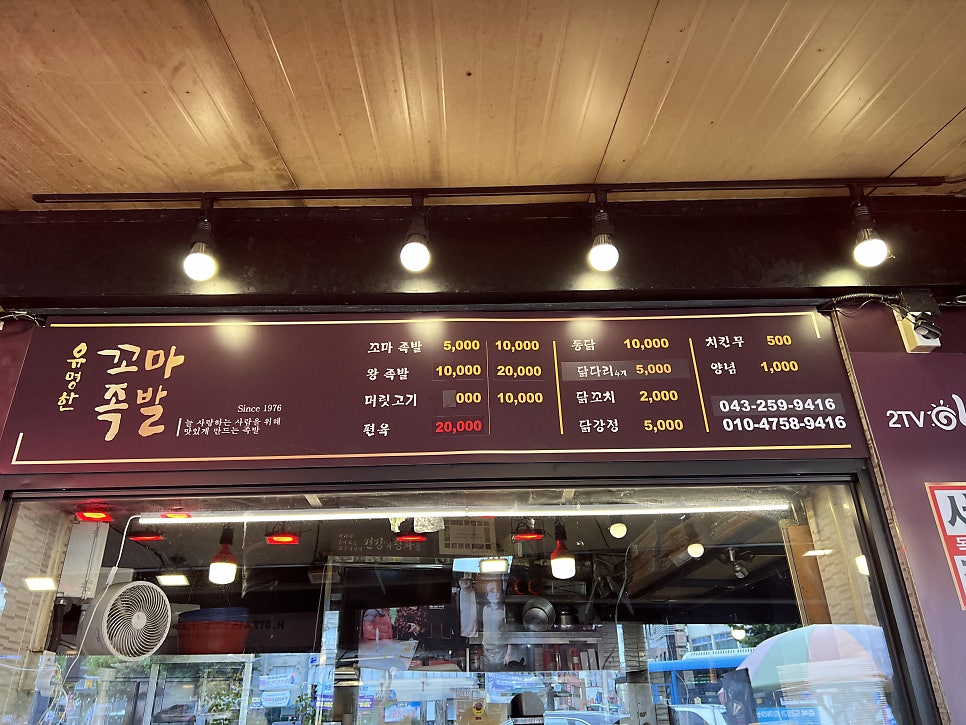 유명한
꼬마
족발
Since 1976
늘 사랑하는 사람을 위해
맛있게 만드는 족발
꼬마 족발 5,000 10,000
왕 족발 10,000 20,000
머릿고기 000 10,000
편육 20,000
통닭 10,000
닭다리 4개 5,000
닭꼬치 2,000
닭강정 5,000
치킨무 500
양념 1,000
043-259-9416
010-4758-9416
2TV